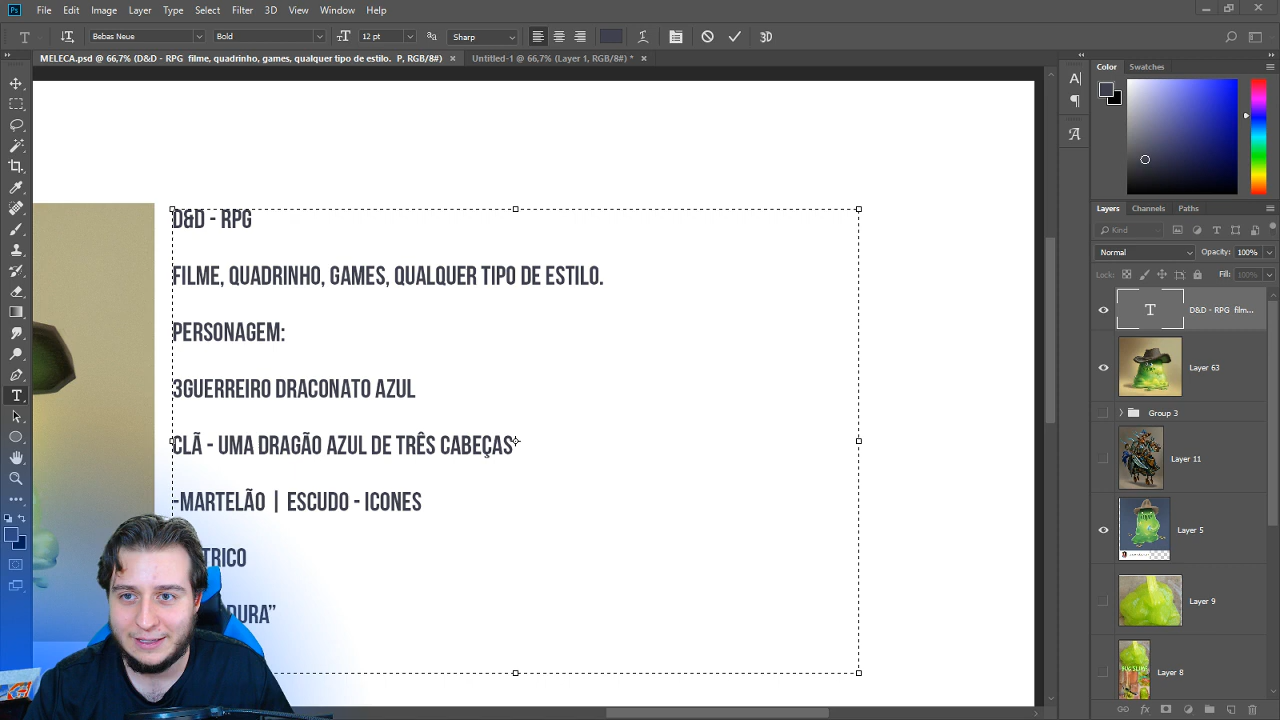 Ps File Edit Image Layer Type Select Filter 3D View Window Help
Bebas Neue Bold 12 pt Sharp 3D
MELECA.psd @ 66,7% (D&D - RPG filme, quadrinho, games, qualquer tipo de estilo. P, RGB/8#) × Untitled-1 @ 66,7% (Layer 1, RGB/8#) * ×
Color Swatches
D&D - RPG
FILME, QUADRINHO, GAMES, QUALQUER TIPO DE ESTILO.
PERSONAGEM:
3GUERREIRO DRACONATO AZUL
CLÃ - UMA DRAGÃO AZUL DE TRÊS CABEÇAS"
-MARTELÃO | ESCUDO - ICONES
TRICO
DURA”
Layers Channels Paths
Kind
Normal Opacity: 100%
Lock: Fill: 100%
D&D - RPG film...
Layer 63
Group 3
Layer 11
Layer 5
Layer 9
Layer 8